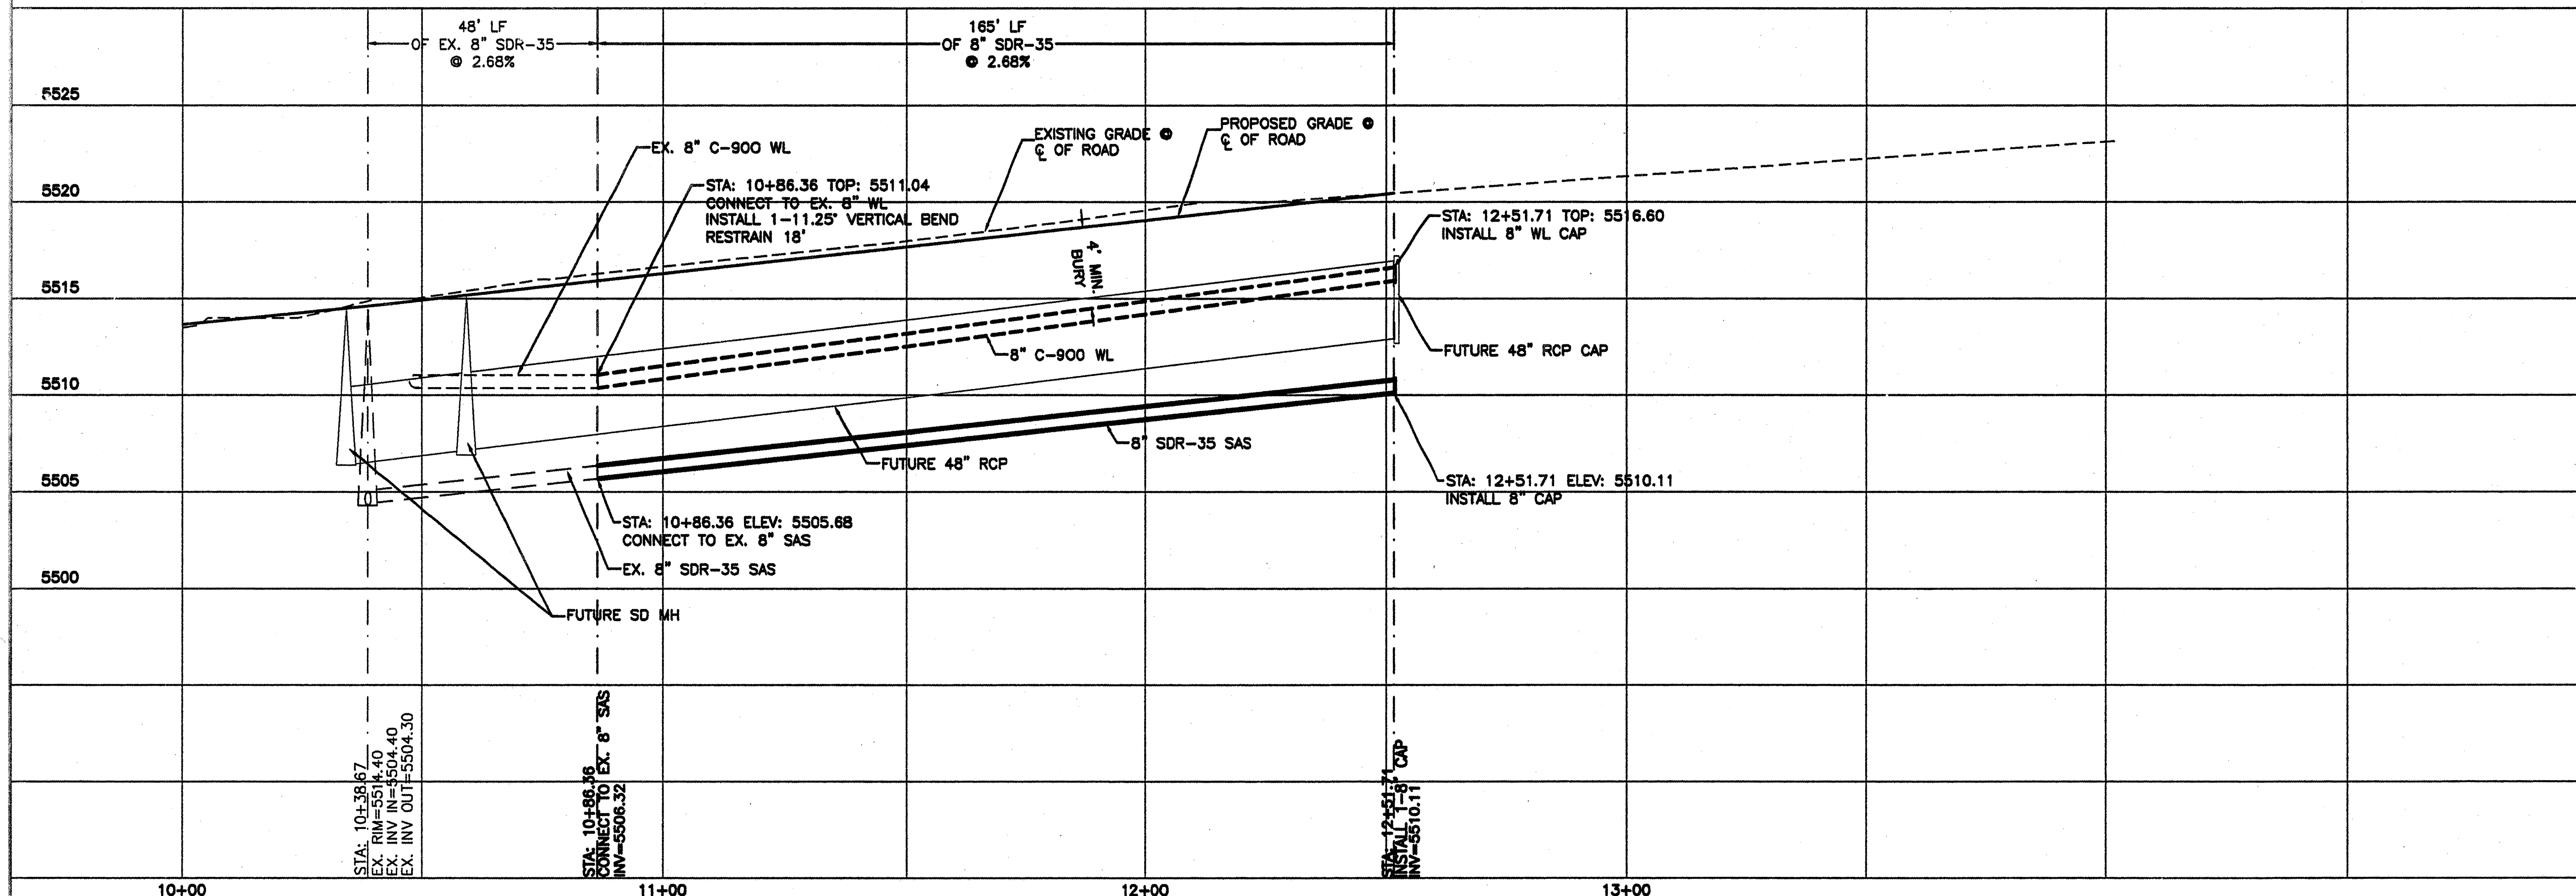 48' LF
OF EX. 8" SDR-35
@ 2.68%
165' LF
OF 8" SDR-35
@ 2.68%
5525
EX. 8" C-900 WL
EXISTING GRADE @
℄ OF ROAD
PROPOSED GRADE @
℄ OF ROAD
5520
STA: 10+86.36 TOP: 5511.04
CONNECT TO EX. 8" WL
INSTALL 1-11.25° VERTICAL BEND
RESTRAIN 18'
STA: 12+51.71 TOP: 5516.60
INSTALL 8" WL CAP
4' MIN.
BURY
5515
8" C-900 WL
FUTURE 48" RCP CAP
5510
8" SDR-35 SAS
FUTURE 48" RCP
5505
STA: 12+51.71 ELEV: 5510.11
INSTALL 8" CAP
STA: 10+86.36 ELEV: 5505.68
CONNECT TO EX. 8" SAS
EX. 8" SDR-35 SAS
5500
FUTURE SD MH
STA: 10+38.67
EX. RIM=5514.40
EX. INV IN=5504.40
EX. INV OUT=5504.30
STA: 10+86.36
CONNECT TO EX. 8" SAS
INV=5506.32
STA: 12+51.71
INSTALL 1-8" CAP
INV=5510.11
10+00
11+00
12+00
13+00